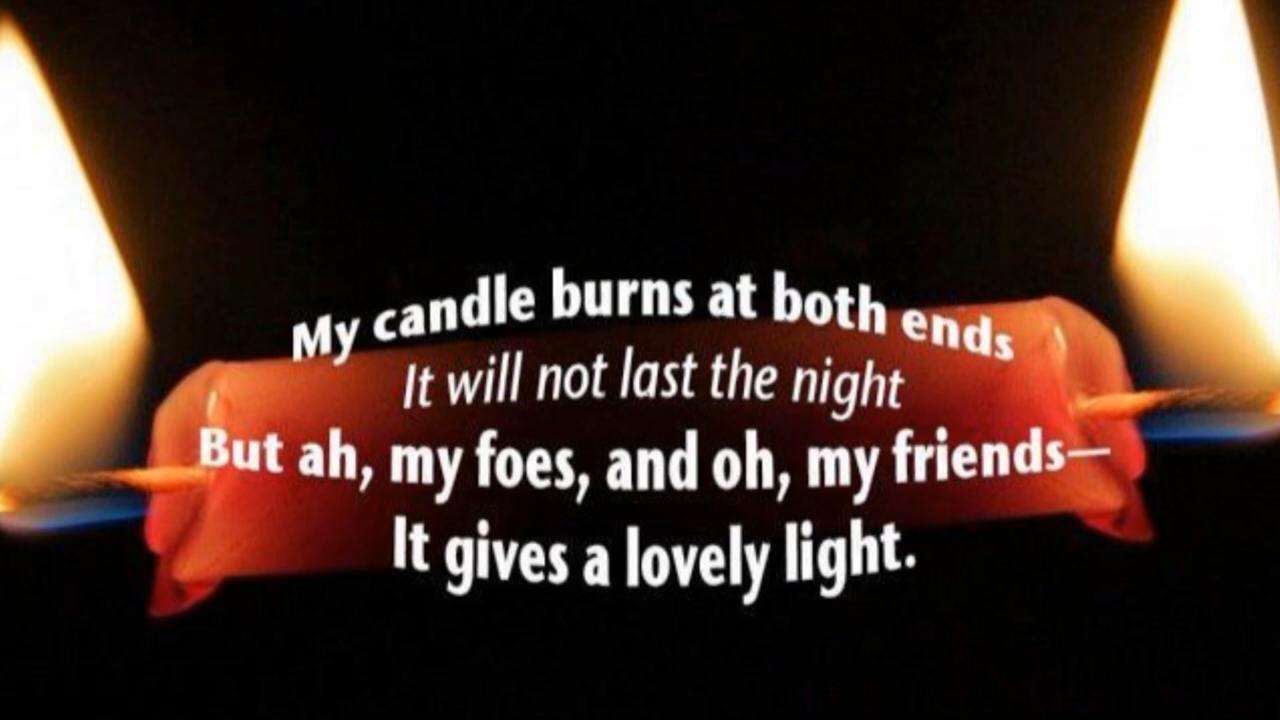 My candle burns at both ends
It will not last the night
But ah, my foes, and oh, my friends—
It gives a lovely light.